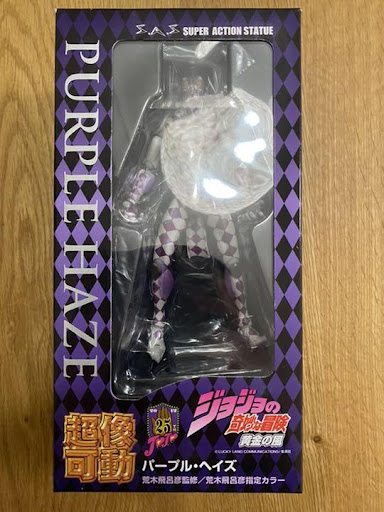 SAS SUPER ACTION STATUE
PURPLE HAZE
超像
可動
25
JoJo
ジョジョの
奇妙な冒険
黄金の風
©LUCKY LAND COMMUNICATIONS/集英社
パープル・ヘイズ
荒木飛呂彦監修/荒木飛呂彦指定カラー